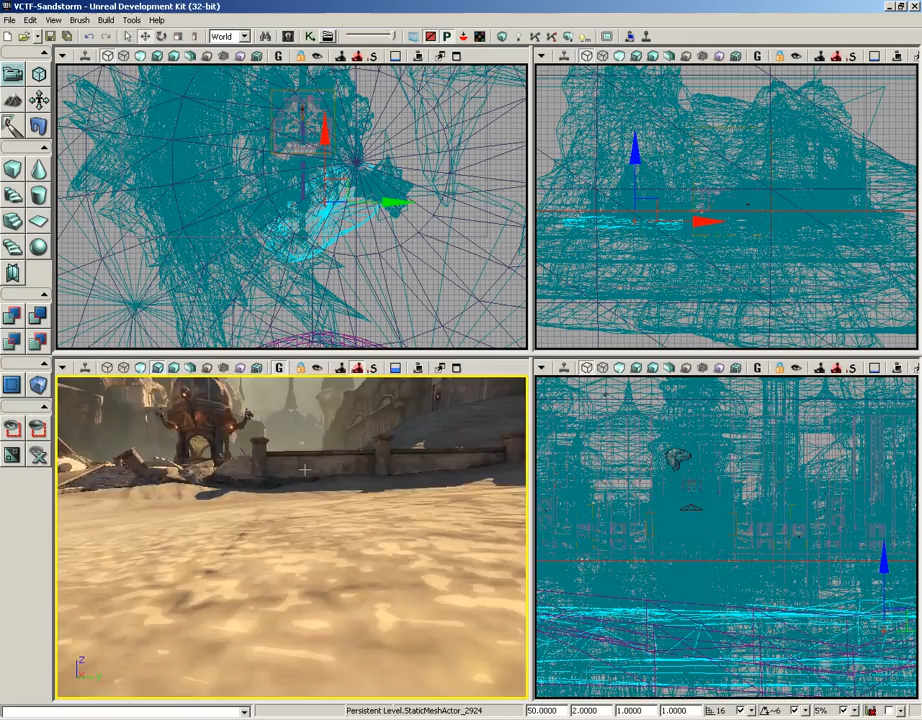 VCTF-Sandstorm - Unreal Development Kit (32-bit)
File Edit View Brush Build Tools Help
World
G
G
P
S
S
G
G
S
S
Z
Persistent Level.StaticMeshActor_2924
50.0000 2.0000 1.0000 1.0000 16 ~6 5%